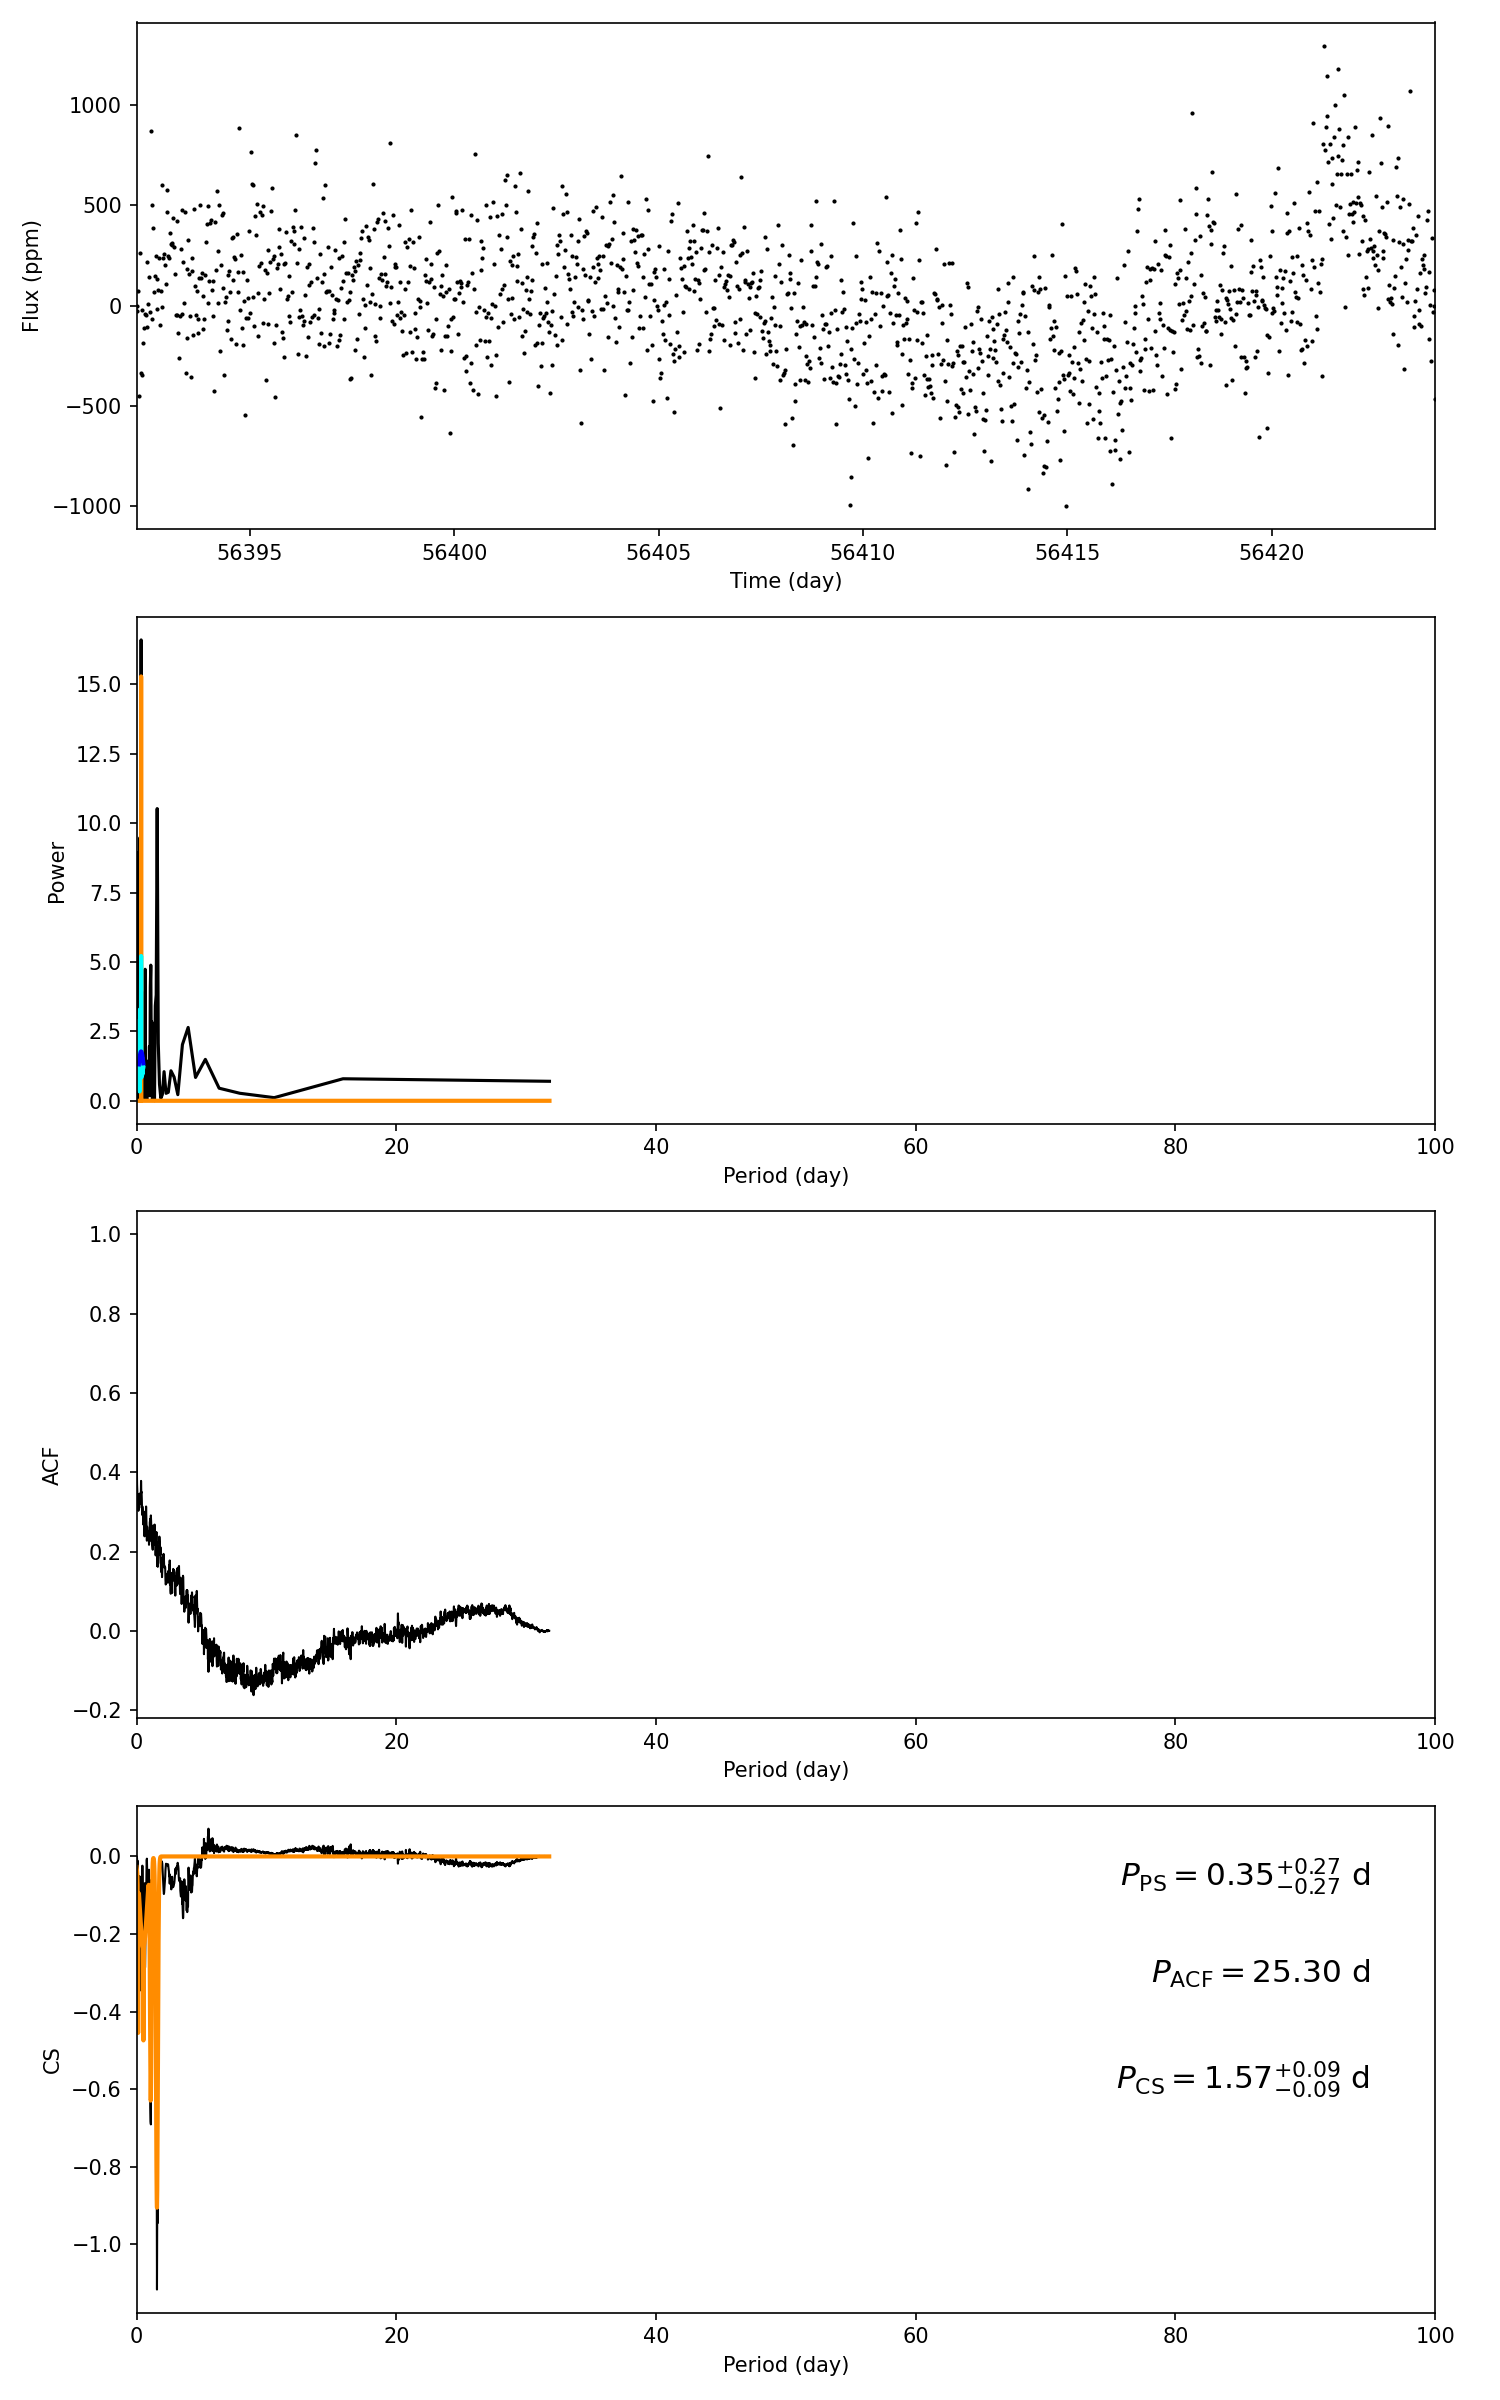 1000
500
0
−500
−1000
Flux (ppm)
56395 56400 56405 56410 56415 56420
Time (day)
15.0
12.5
10.0
7.5
5.0
2.5
0.0
Power
0 20 40 60 80 100
Period (day)
1.0
0.8
0.6
0.4
0.2
0.0
−0.2
ACF
0 20 40 60 80 100
Period (day)
0.0
−0.2
−0.4
−0.6
−0.8
−1.0
CS
P_PS = 0.35 +0.27 −0.27 d
P_ACF = 25.30 d
P_CS = 1.57 +0.09 −0.09 d
0 20 40 60 80 100
Period (day)